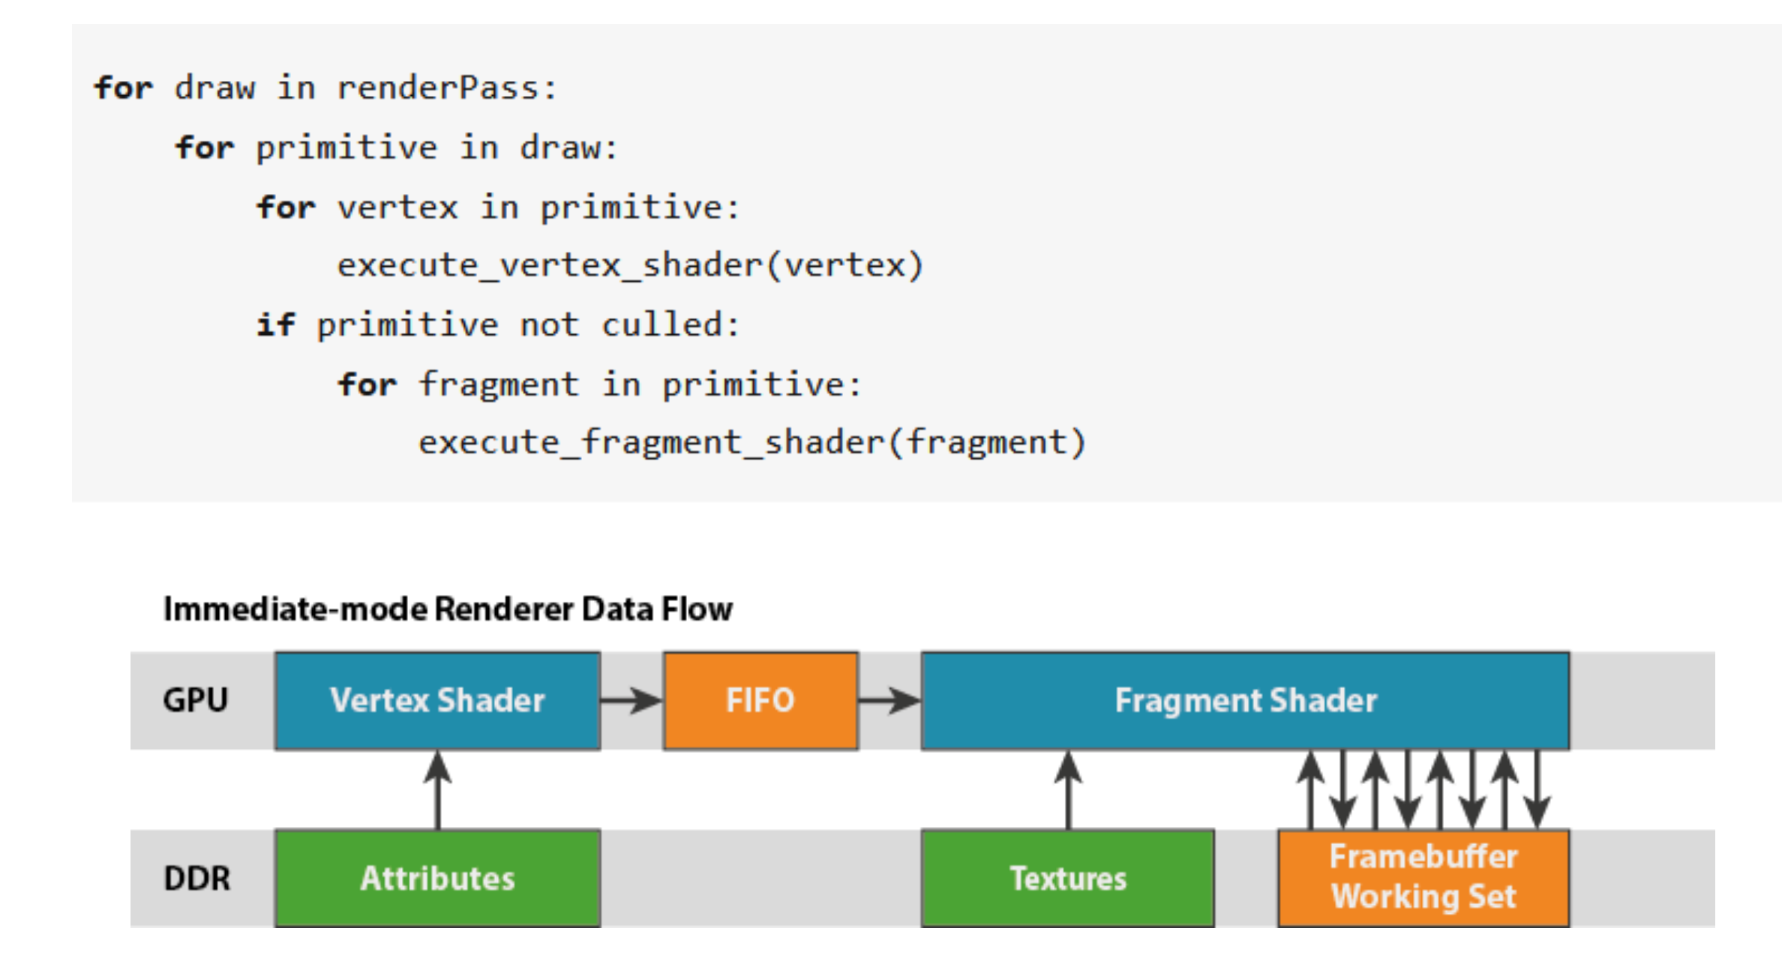 for draw in renderPass:
    for primitive in draw:
        for vertex in primitive:
            execute_vertex_shader(vertex)
        if primitive not culled:
            for fragment in primitive:
                execute_fragment_shader(fragment)
Immediate-mode Renderer Data Flow
GPU Vertex Shader FIFO Fragment Shader
DDR Attributes Textures Framebuffer
Working Set